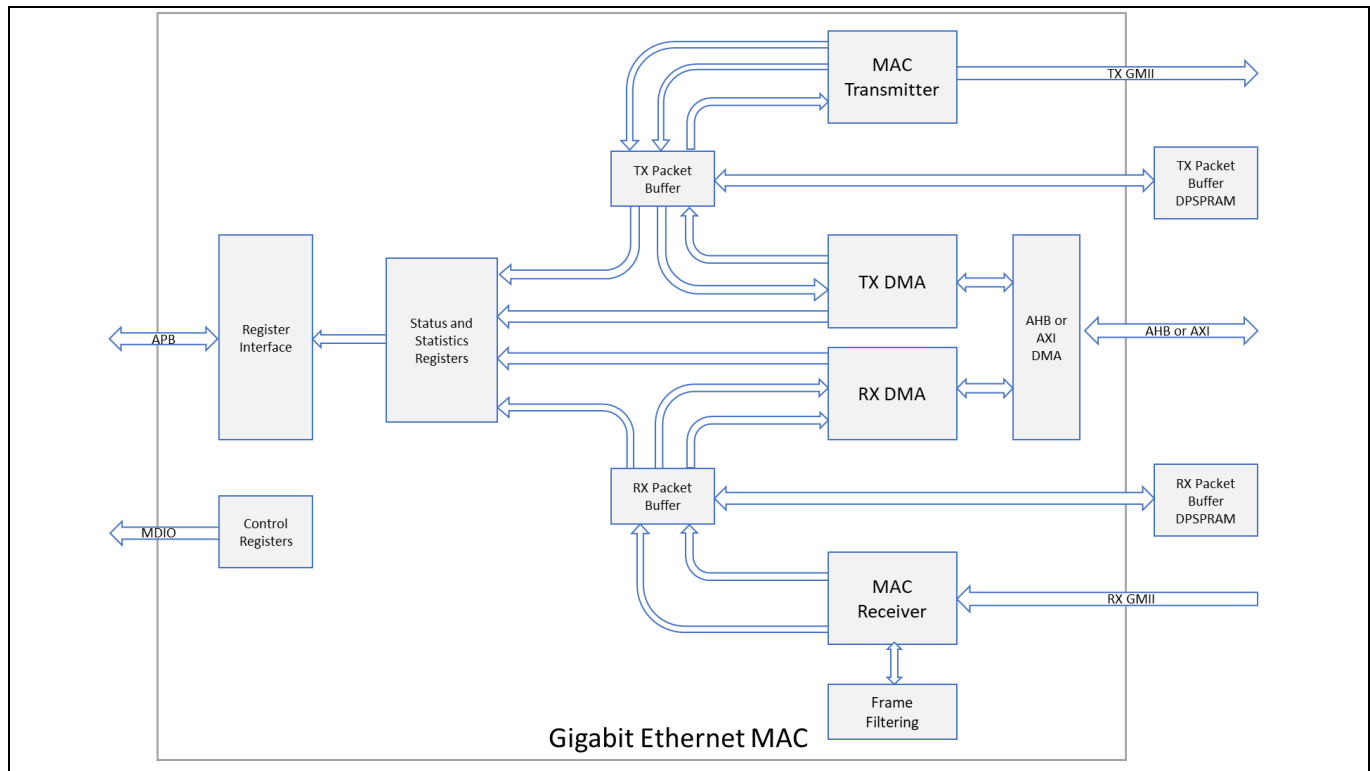 MAC
Transmitter
TX GMII
TX Packet
Buffer
TX Packet
Buffer
DPSPRAM
Register
Interface
Status and
Statistics
Registers
TX DMA
AHB or
AXI
DMA
APB
AHB or AXI
RX DMA
RX Packet
Buffer
RX Packet
Buffer
DPSPRAM
MDIO
Control
Registers
MAC
Receiver
RX GMII
Frame
Filtering
Gigabit Ethernet MAC